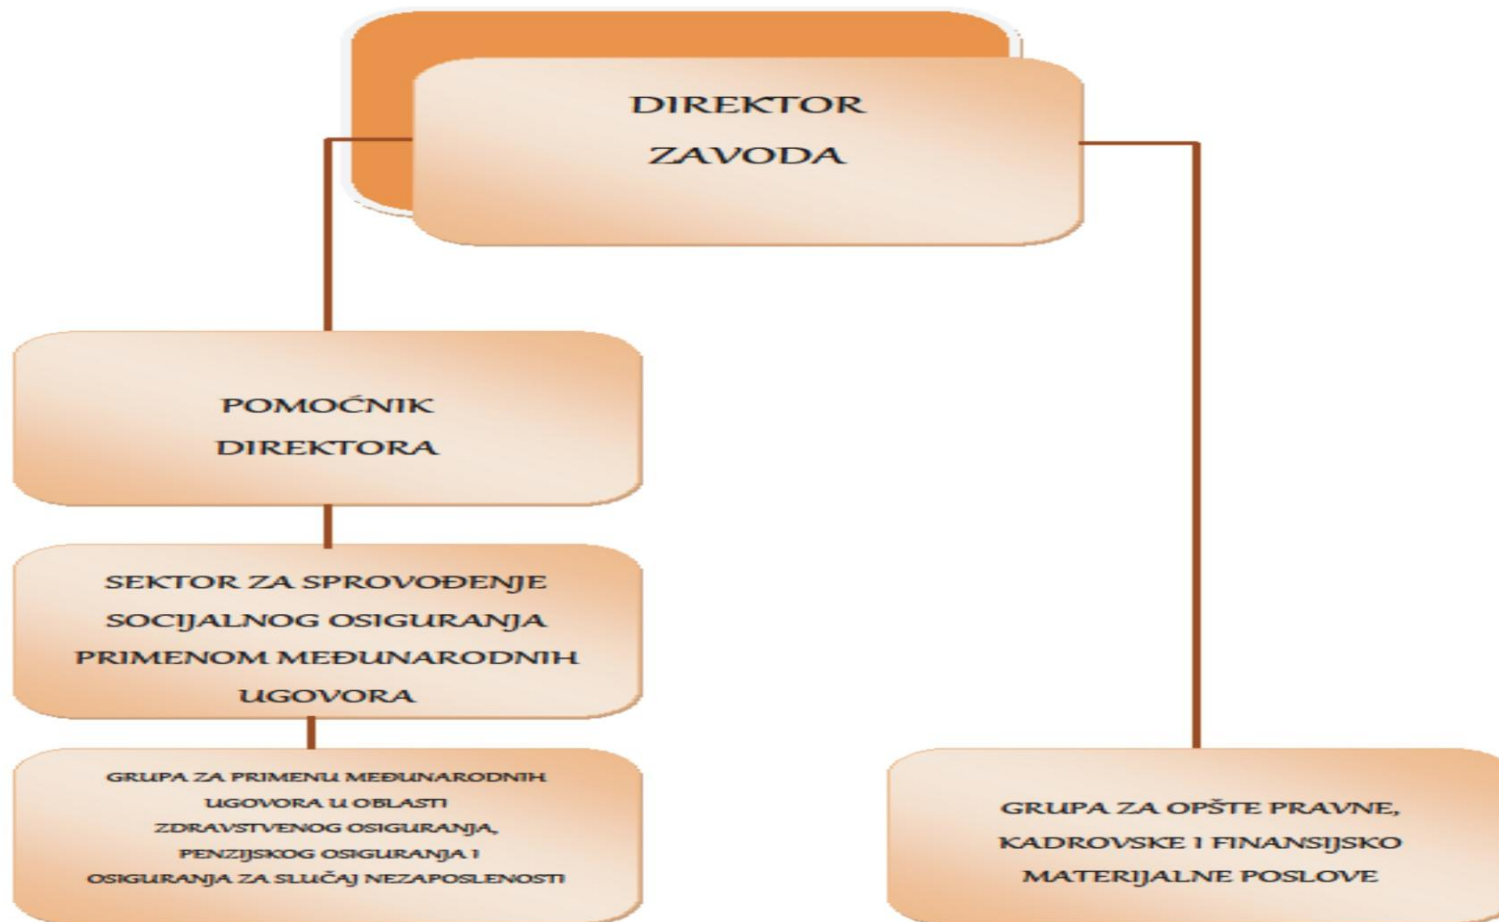 DIREKTOR
ZAVODA
POMOĆNIK
DIREKTORA
SEKTOR ZA SPROVOĐENJE
SOCIJALNOG OSIGURANJA
PRIMENOM MEĐUNARODNIH
UGOVORA
GRUPA ZA PRIMENU MEĐUNARODNIH
UGOVORA U OBLASTI
ZDRAVSTVENOG OSIGURANJA,
PENZIJSKOG OSIGURANJA I
OSIGURANJA ZA SLUČAJ NEZAPOSLENOSTI
GRUPA ZA OPŠTE PRAVNE,
KADROVSKE I FINANSIJSKO
MATERIJALNE POSLOVE